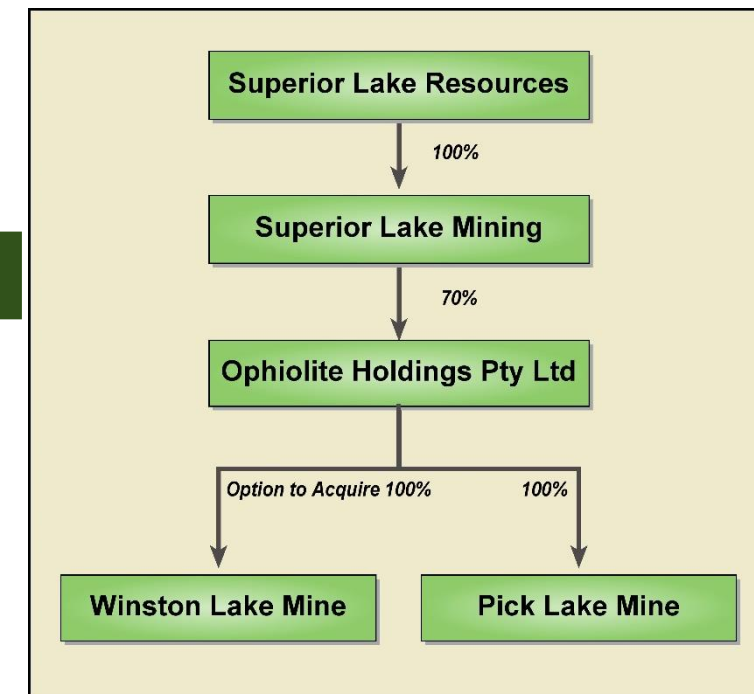 Superior Lake Resources
100%
Superior Lake Mining
70%
Ophiolite Holdings Pty Ltd
Option to Acquire 100%
100%
Winston Lake Mine
Pick Lake Mine